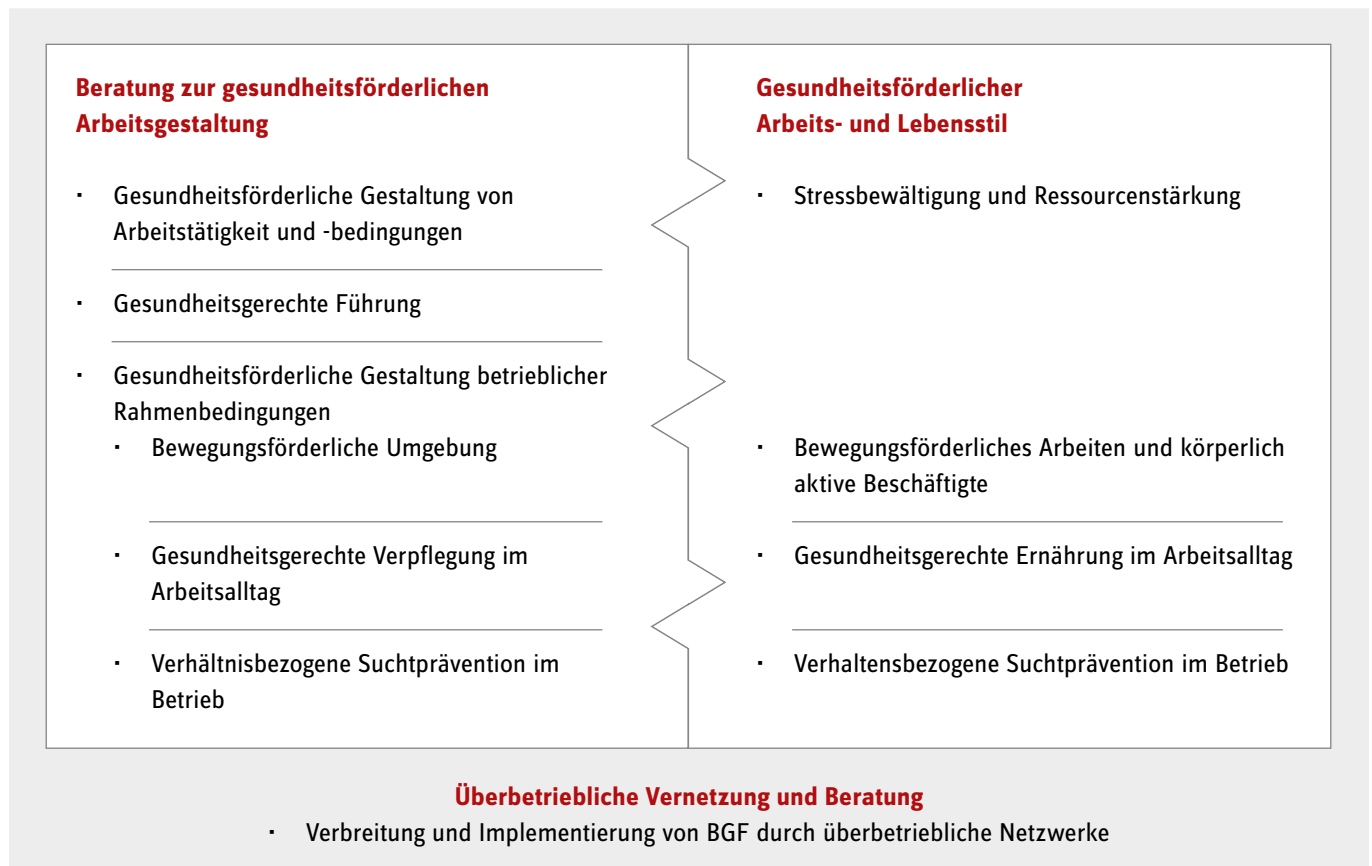 Beratung zur gesundheitsförderlichen
Arbeitsgestaltung
· Gesundheitsförderliche Gestaltung von
Arbeitstätigkeit und -bedingungen
· Gesundheitsgerechte Führung
· Gesundheitsförderliche Gestaltung betrieblicher
Rahmenbedingungen
· Bewegungsförderliche Umgebung
· Gesundheitsgerechte Verpflegung im
Arbeitsalltag
· Verhältnisbezogene Suchtprävention im
Betrieb
Gesundheitsförderlicher
Arbeits- und Lebensstil
· Stressbewältigung und Ressourcenstärkung
· Bewegungsförderliches Arbeiten und körperlich
aktive Beschäftigte
· Gesundheitsgerechte Ernährung im Arbeitsalltag
· Verhaltensbezogene Suchtprävention im Betrieb
Überbetriebliche Vernetzung und Beratung
· Verbreitung und Implementierung von BGF durch überbetriebliche Netzwerke